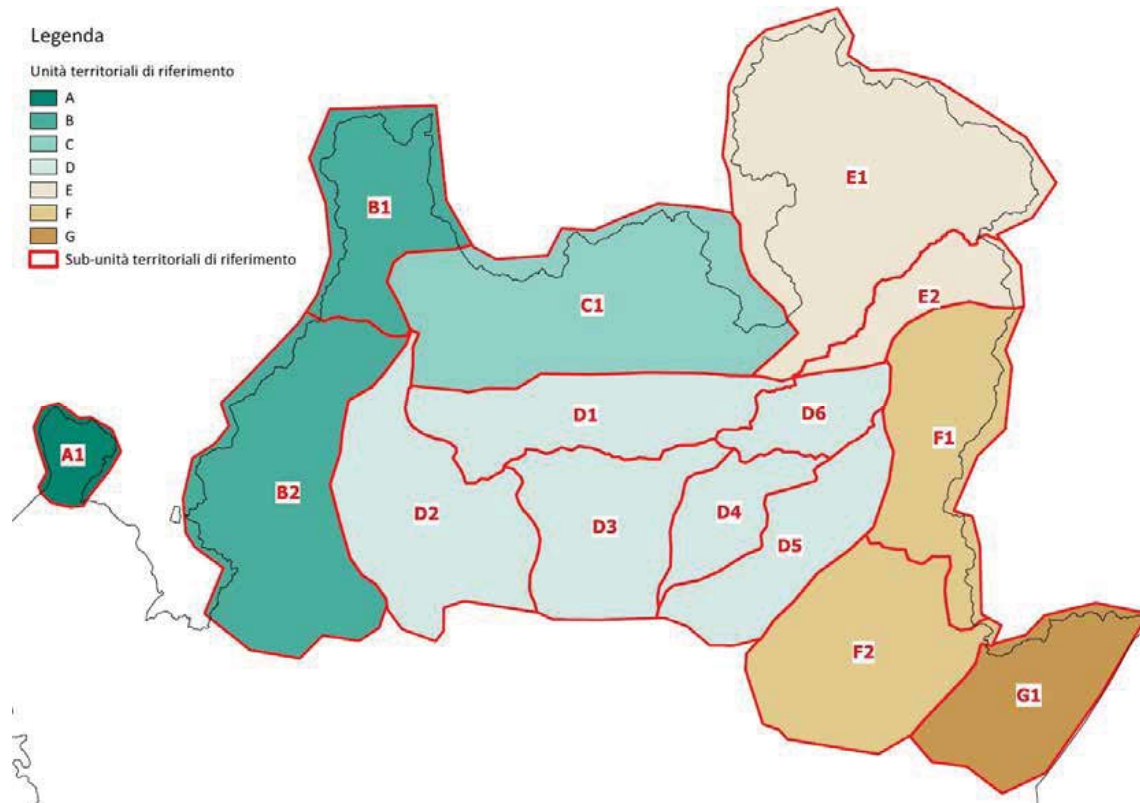 Legenda
Unità territoriali di riferimento
A
B
C
D
E
F
G
Sub-unità territoriali di riferimento
E1
B1
E2
C1
D1
D6
F1
A1
B2
D2
D3
D4
D5
F2
G1